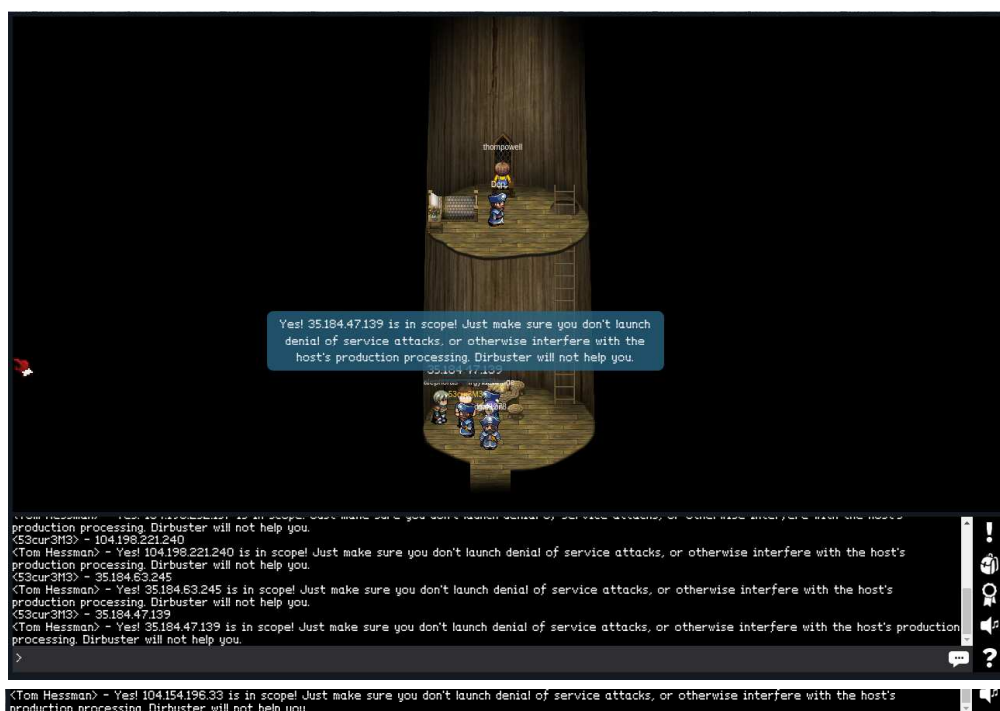 thompowell
Yes! 35.184.47.139 is in scope! Just make sure you don't launch
denial of service attacks, or otherwise interfere with the
host's production processing. Dirbuster will not help you.
35.184.47.139
53cur3M3
production processing. Dirbuster will not help you.
<53cur3M3> - 104.198.221.240
<Tom Hessman> - Yes! 104.198.221.240 is in scope! Just make sure you don't launch denial of service attacks, or otherwise interfere with the host's
production processing. Dirbuster will not help you.
<53cur3M3> - 35.184.63.245
<Tom Hessman> - Yes! 35.184.63.245 is in scope! Just make sure you don't launch denial of service attacks, or otherwise interfere with the host's
production processing. Dirbuster will not help you.
<53cur3M3> - 35.184.47.139
<Tom Hessman> - Yes! 35.184.47.139 is in scope! Just make sure you don't launch denial of service attacks, or otherwise interfere with the host's production
processing. Dirbuster will not help you.
>
<Tom Hessman> - Yes! 104.154.196.33 is in scope! Just make sure you don't launch denial of service attacks, or otherwise interfere with the host's
production processing. Dirbuster will not help you.